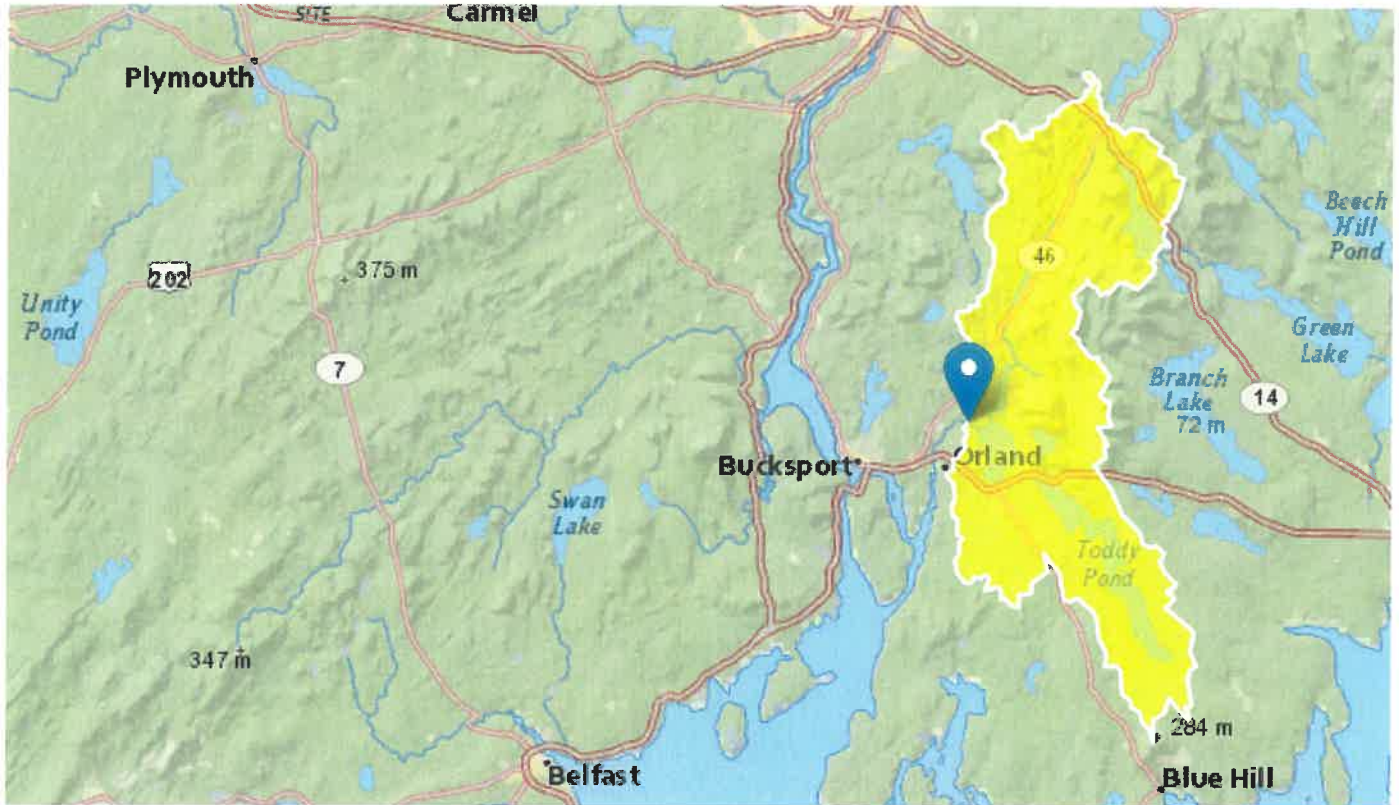 SITE
Carmel
Plymouth
Beech
Hill
Pond
46
375 m
202
Unity
Pond
Green
Lake
7
Branch
Lake
72 m
14
Orland
Bucksport
Swan
Lake
Toddy
Pond
347 m
284 m
Belfast
Blue Hill